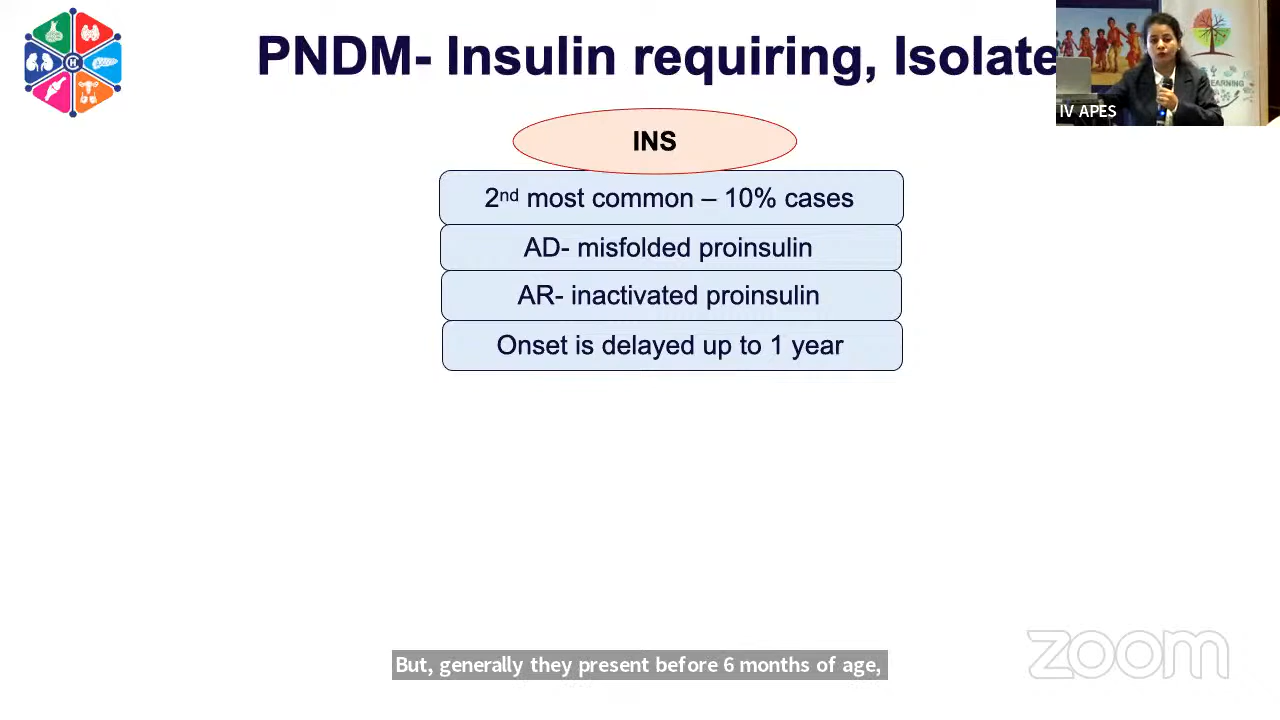 PNDM- Insulin requiring, Isolate
IV APES
INS
2nd most common – 10% cases
AD- misfolded proinsulin
AR- inactivated proinsulin
Onset is delayed up to 1 year
But, generally they present before 6 months of age,
zoom